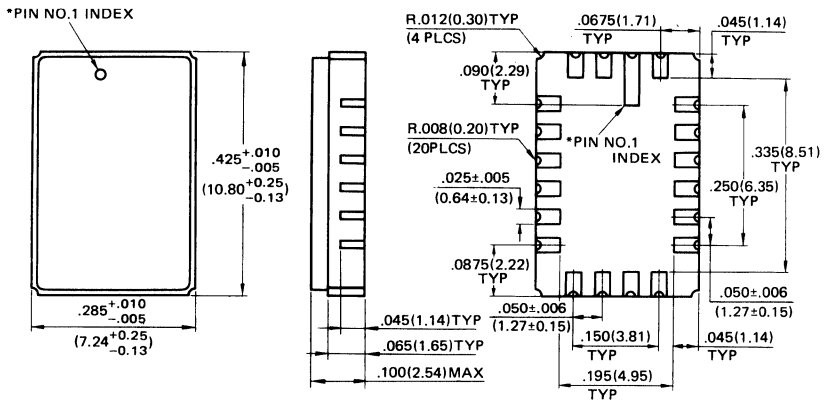 *PIN NO.1 INDEX
.425+.010
−.005
(10.80+0.25
−0.13)
.285+.010
−.005
(7.24+0.25
−0.13)
.045(1.14)TYP
.065(1.65)TYP
.100(2.54)MAX
R.012(0.30)TYP
(4 PLCS)
.0675(1.71)
TYP
.045(1.14)
TYP
.090(2.29)
TYP
R.008(0.20)TYP
(20PLCS)
*PIN NO.1
INDEX
.335(8.51)
TYP
.250(6.35)
TYP
.025±.005
(0.64±0.13)
.0875(2.22)
TYP
.050±.006
(1.27±0.15)
.050±.006
(1.27±0.15)
.150(3.81)
TYP
.045(1.14)
TYP
.195(4.95)
TYP